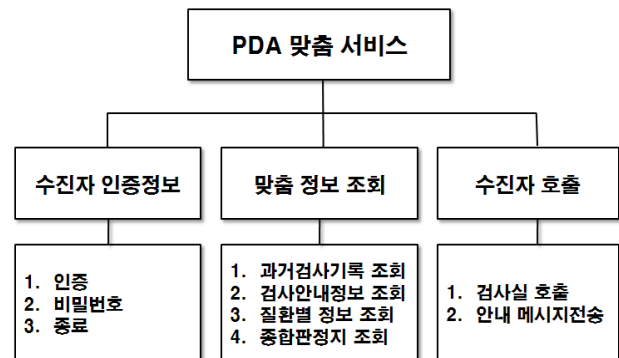 PDA 맞춤 서비스
수진자 인증정보
맞춤 정보 조회
수진자 호출
1. 인증
2. 비밀번호
3. 종료
1. 과거검사기록 조회
2. 검사안내정보 조회
3. 질환별 정보 조회
4. 종합판정지 조회
1. 검사실 호출
2. 안내 메시지전송